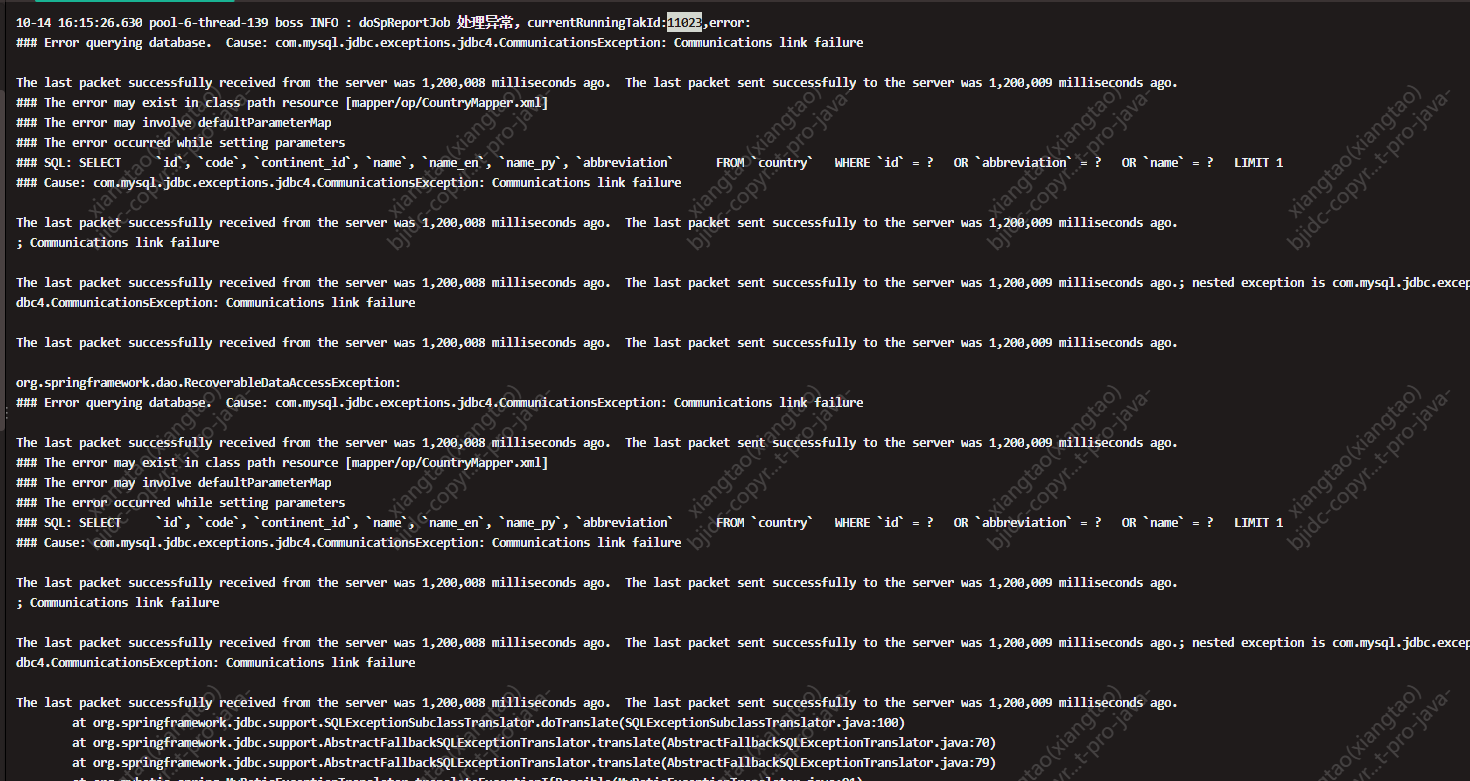 10-14 16:15:26.630 pool-6-thread-139 boss INFO : doSpReportJob 处理异常, currentRunningTakId:11023,error:
### Error querying database.  Cause: com.mysql.jdbc.exceptions.jdbc4.CommunicationsException: Communications link failure
The last packet successfully received from the server was 1,200,008 milliseconds ago.  The last packet sent successfully to the server was 1,200,009 milliseconds ago.
### The error may exist in class path resource [mapper/op/CountryMapper.xml]
### The error may involve defaultParameterMap
### The error occurred while setting parameters
### SQL: SELECT     `id`, `code`, `continent_id`, `name`, `name_en`, `name_py`, `abbreviation`      FROM `country`   WHERE `id` = ?   OR `abbreviation` = ?   OR `name` = ?   LIMIT 1
### Cause: com.mysql.jdbc.exceptions.jdbc4.CommunicationsException: Communications link failure
The last packet successfully received from the server was 1,200,008 milliseconds ago.  The last packet sent successfully to the server was 1,200,009 milliseconds ago.
; Communications link failure
The last packet successfully received from the server was 1,200,008 milliseconds ago.  The last packet sent successfully to the server was 1,200,009 milliseconds ago.; nested exception is com.mysql.jdbc.excep
dbc4.CommunicationsException: Communications link failure
The last packet successfully received from the server was 1,200,008 milliseconds ago.  The last packet sent successfully to the server was 1,200,009 milliseconds ago.
org.springframework.dao.RecoverableDataAccessException:
### Error querying database.  Cause: com.mysql.jdbc.exceptions.jdbc4.CommunicationsException: Communications link failure
The last packet successfully received from the server was 1,200,008 milliseconds ago.  The last packet sent successfully to the server was 1,200,009 milliseconds ago.
### The error may exist in class path resource [mapper/op/CountryMapper.xml]
### The error may involve defaultParameterMap
### The error occurred while setting parameters
### SQL: SELECT     `id`, `code`, `continent_id`, `name`, `name_en`, `name_py`, `abbreviation`      FROM `country`   WHERE `id` = ?   OR `abbreviation` = ?   OR `name` = ?   LIMIT 1
### Cause: com.mysql.jdbc.exceptions.jdbc4.CommunicationsException: Communications link failure
The last packet successfully received from the server was 1,200,008 milliseconds ago.  The last packet sent successfully to the server was 1,200,009 milliseconds ago.
; Communications link failure
The last packet successfully received from the server was 1,200,008 milliseconds ago.  The last packet sent successfully to the server was 1,200,009 milliseconds ago.; nested exception is com.mysql.jdbc.excep
dbc4.CommunicationsException: Communications link failure
The last packet successfully received from the server was 1,200,008 milliseconds ago.  The last packet sent successfully to the server was 1,200,009 milliseconds ago.
at org.springframework.jdbc.support.SQLExceptionSubclassTranslator.doTranslate(SQLExceptionSubclassTranslator.java:100)
at org.springframework.jdbc.support.AbstractFallbackSQLExceptionTranslator.translate(AbstractFallbackSQLExceptionTranslator.java:70)
at org.springframework.jdbc.support.AbstractFallbackSQLExceptionTranslator.translate(AbstractFallbackSQLExceptionTranslator.java:79)
xiangtao(xiangtao)
bjidc-copyr...t-pro-java-